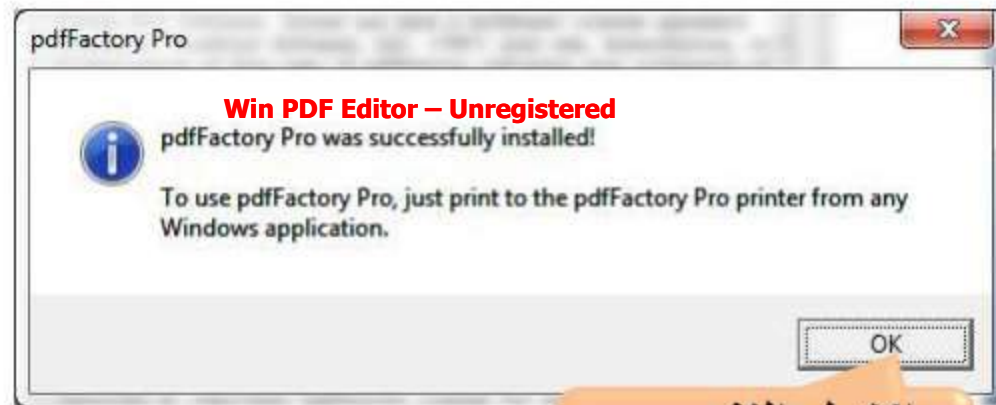 pdfFactory Pro
Win PDF Editor – Unregistered
pdfFactory Pro was successfully installed!
To use pdfFactory Pro, just print to the pdfFactory Pro printer from any
Windows application.
OK